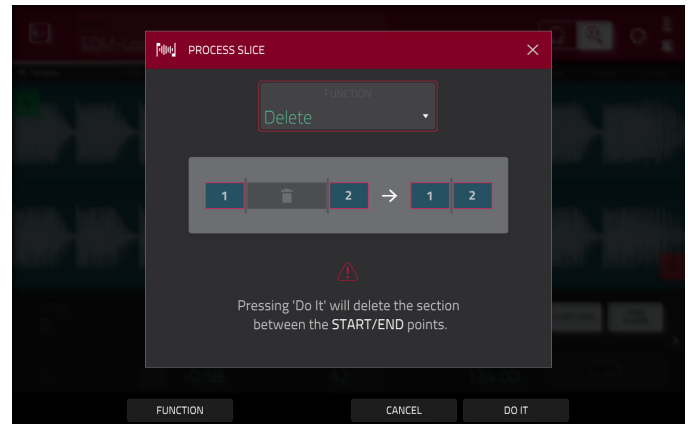 PROCESS SLICE
FUNCTION
Delete
1 2 1 2
Pressing 'Do It' will delete the section
between the START/END points.
FUNCTION CANCEL DO IT